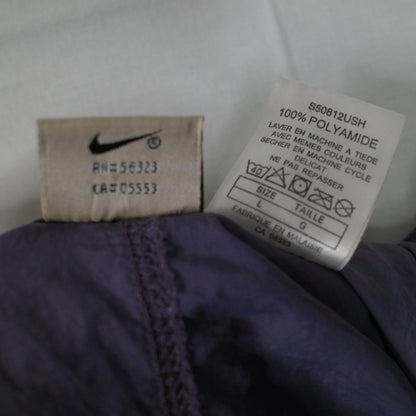 RN# 56323
CA# 05553
S50812USH
100% POLYAMIDE
LAVER EN MACHINE A TIEDE
AVEC MEMES COULEURS
DELICAT
SECHER EN MACHINE CYCLE
NE PAS REPASSER
40
SIZE TAILLE
L G
FABRIQUE EN MALAISIE